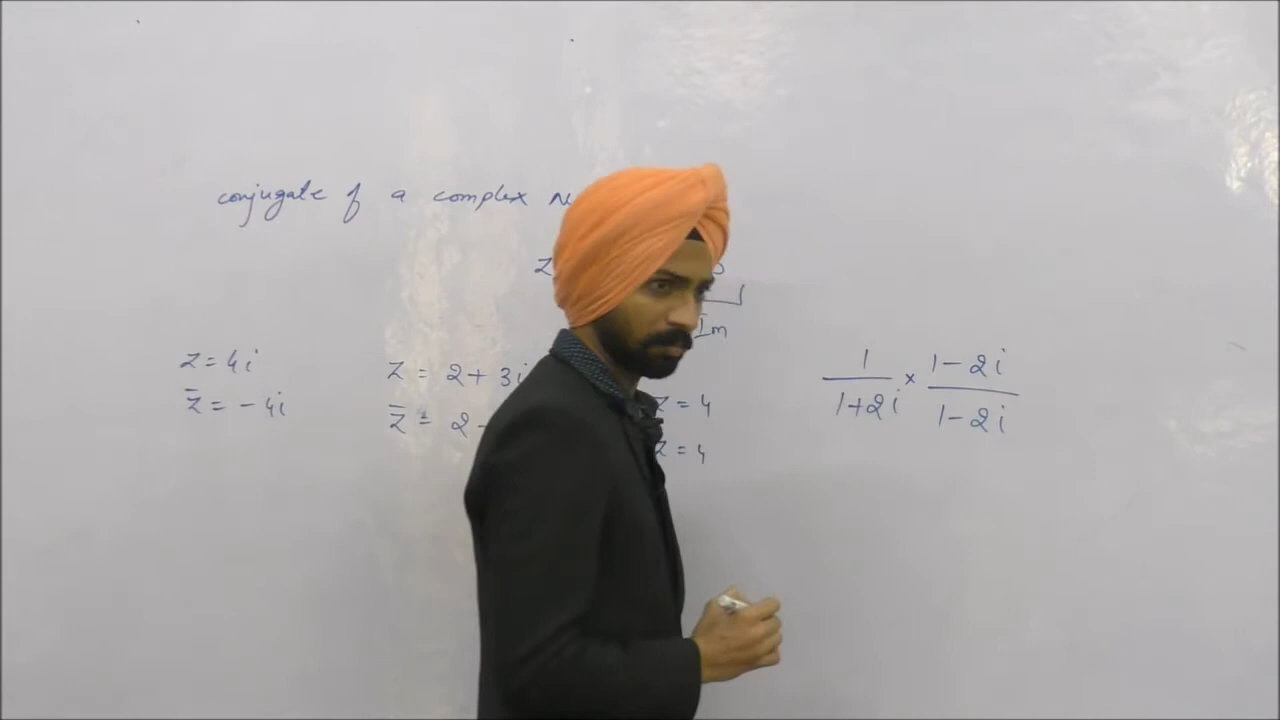 conjugate of a complex
z
Im
z = 4i
z̄ = - 4i
z = 2 + 3i
z̄ = 2 -
z = 4
z̄ = 4
1/1+2i × 1-2i/1-2i